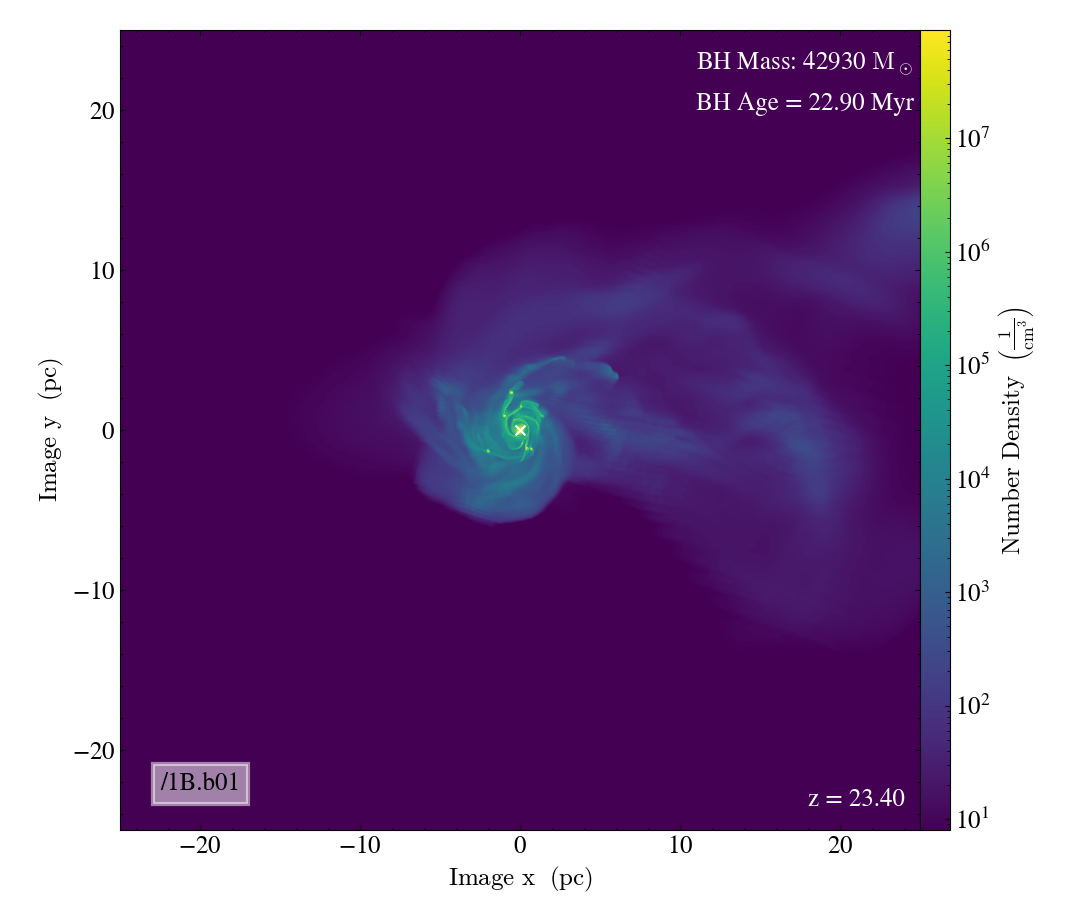 BH Mass: 42930 M☉
BH Age = 22.90 Myr
20
10
0
−10
−20
Image y (pc)
/1B.b01
z = 23.40
−20 −10 0 10 20
Image x (pc)
10⁷
10⁶
10⁵
10⁴
10³
10²
10¹
Number Density (1/cm³)